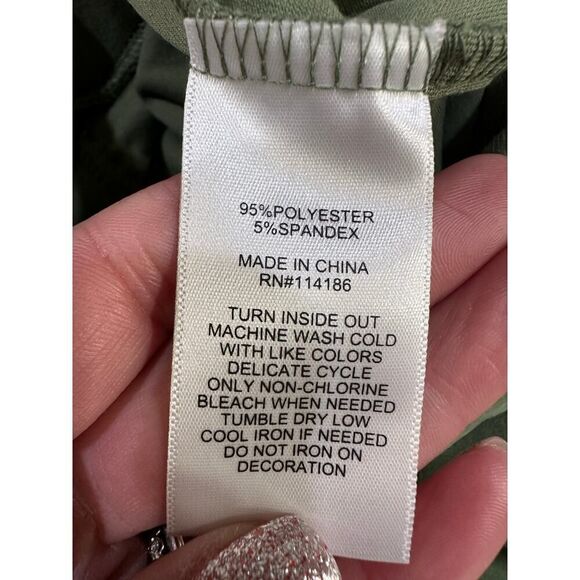 95%POLYESTER
5%SPANDEX
MADE IN CHINA
RN#114186
TURN INSIDE OUT
MACHINE WASH COLD
WITH LIKE COLORS
DELICATE CYCLE
ONLY NON-CHLORINE
BLEACH WHEN NEEDED
TUMBLE DRY LOW
COOL IRON IF NEEDED
DO NOT IRON ON
DECORATION